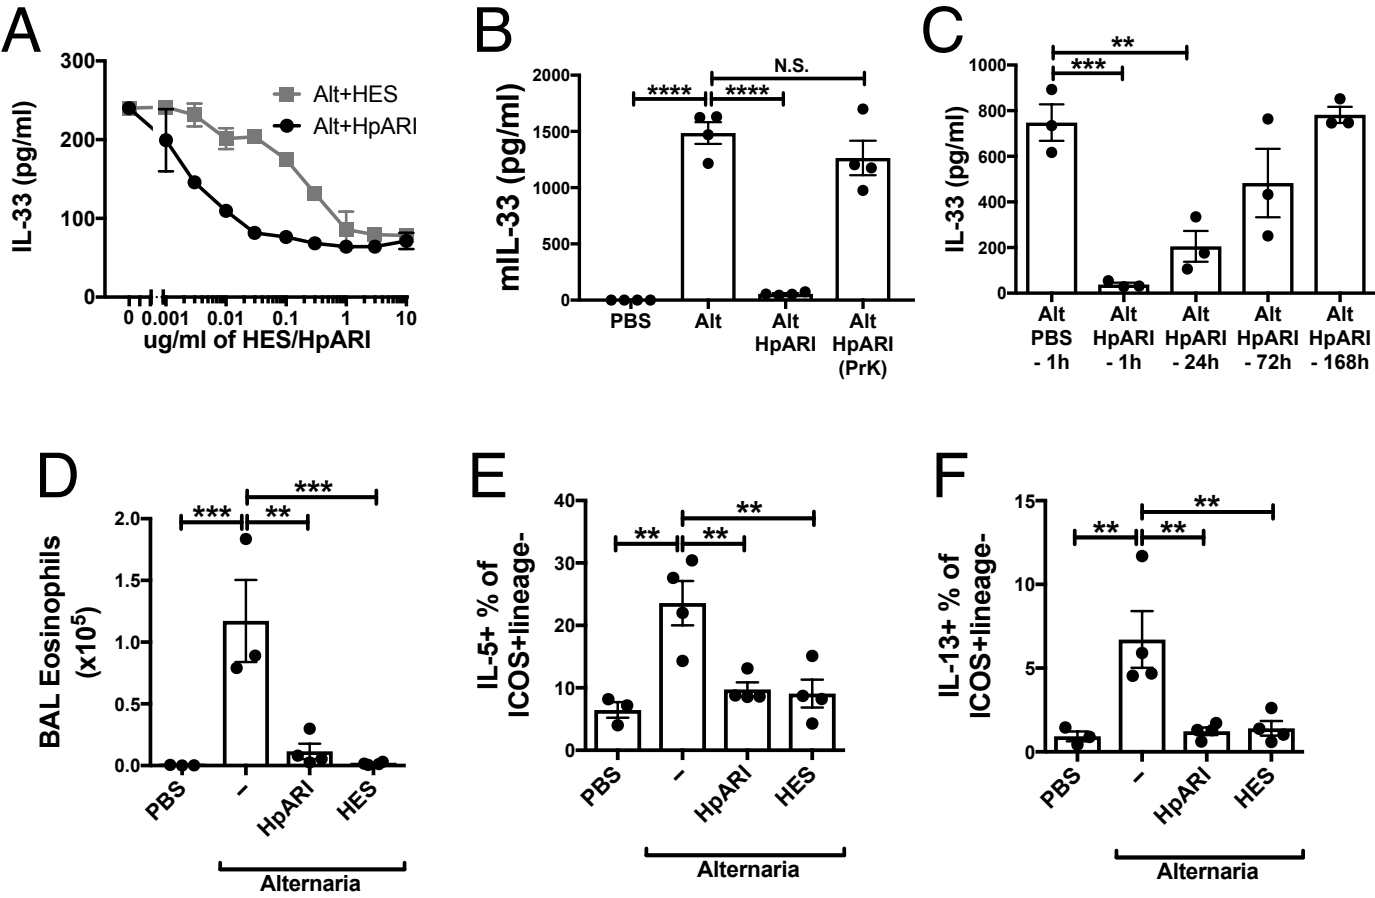 A
IL-33 (pg/ml)
300
200
100
0
Alt+HES
Alt+HpARI
0 0.001 0.01 0.1 1 10
ug/ml of HES/HpARI
B
mIL-33 (pg/ml)
2000
1500
1000
500
0
N.S.
**** ****
PBS
Alt
Alt
HpARI
Alt
HpARI
(PrK)
C
IL-33 (pg/ml)
1000
800
600
400
200
0
**
***
Alt
PBS
- 1h
Alt
HpARI
- 1h
Alt
HpARI
- 24h
Alt
HpARI
- 72h
Alt
HpARI
- 168h
D
BAL Eosinophils
(x10⁵)
2.0
1.5
1.0
0.5
0.0
***
*** **
PBS
–
HpARI
HES
Alternaria
E
IL-5+ % of
ICOS+lineage-
40
30
20
10
0
**
** **
PBS
–
HpARI
HES
Alternaria
F
IL-13+ % of
ICOS+lineage-
15
10
5
0
**
** **
PBS
–
HpARI
HES
Alternaria